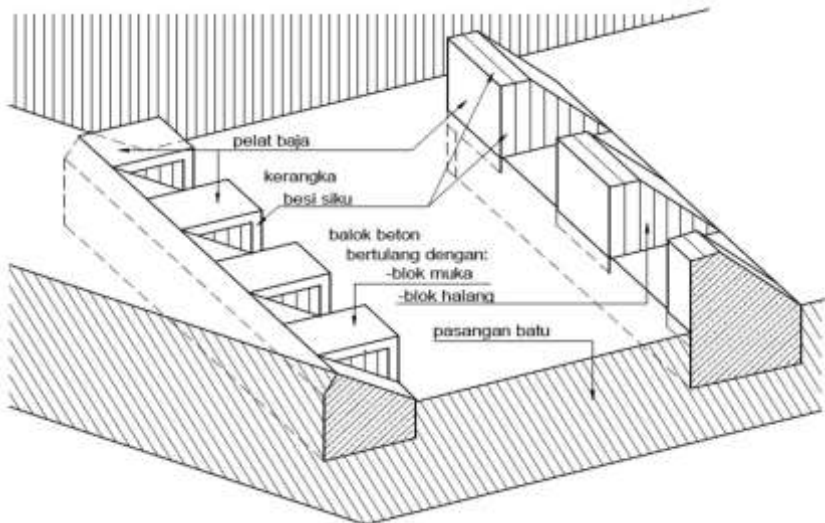 pelat baja
kerangka
besi siku
balok beton
bertulang dengan:
-blok muka
-blok halang
pasangan batu